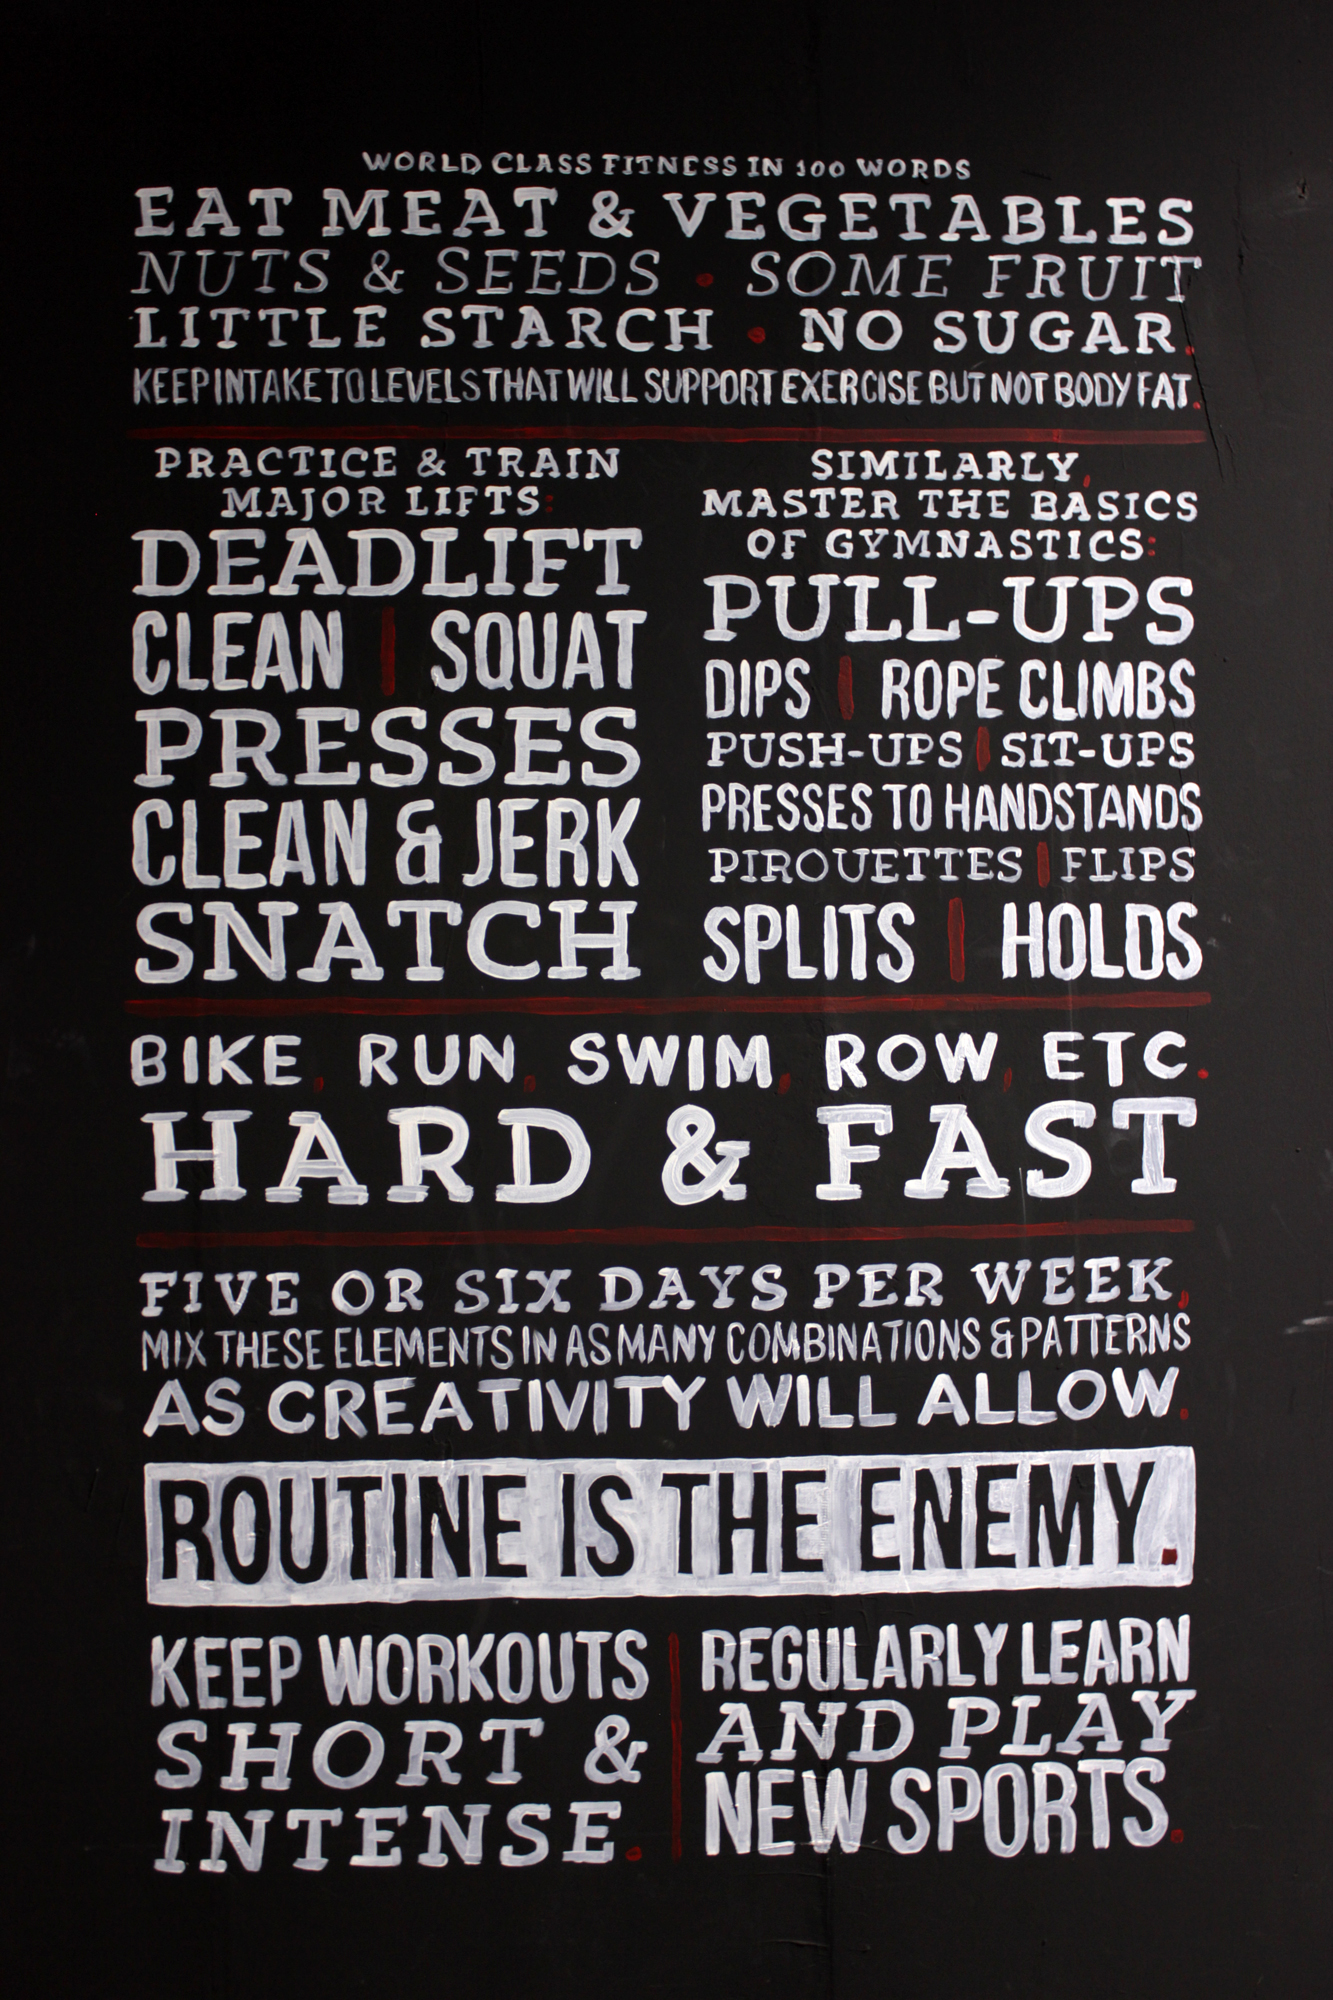 WORLD CLASS FITNESS IN 100 WORDS
EAT MEAT & VEGETABLES
NUTS & SEEDS • SOME FRUIT
LITTLE STARCH • NO SUGAR.
KEEP INTAKE TO LEVELS THAT WILL SUPPORT EXERCISE BUT NOT BODY FAT.
PRACTICE & TRAIN
MAJOR LIFTS:
DEADLIFT
CLEAN | SQUAT
PRESSES
CLEAN & JERK
SNATCH
SIMILARLY,
MASTER THE BASICS
OF GYMNASTICS:
PULL-UPS
DIPS | ROPE CLIMBS
PUSH-UPS | SIT-UPS
PRESSES TO HANDSTANDS
PIROUETTES | FLIPS
SPLITS | HOLDS
BIKE, RUN, SWIM, ROW, ETC.
HARD & FAST
FIVE OR SIX DAYS PER WEEK,
MIX THESE ELEMENTS IN AS MANY COMBINATIONS & PATTERNS
AS CREATIVITY WILL ALLOW.
ROUTINE IS THE ENEMY.
KEEP WORKOUTS
SHORT &
INTENSE.
REGULARLY LEARN
AND PLAY
NEW SPORTS.